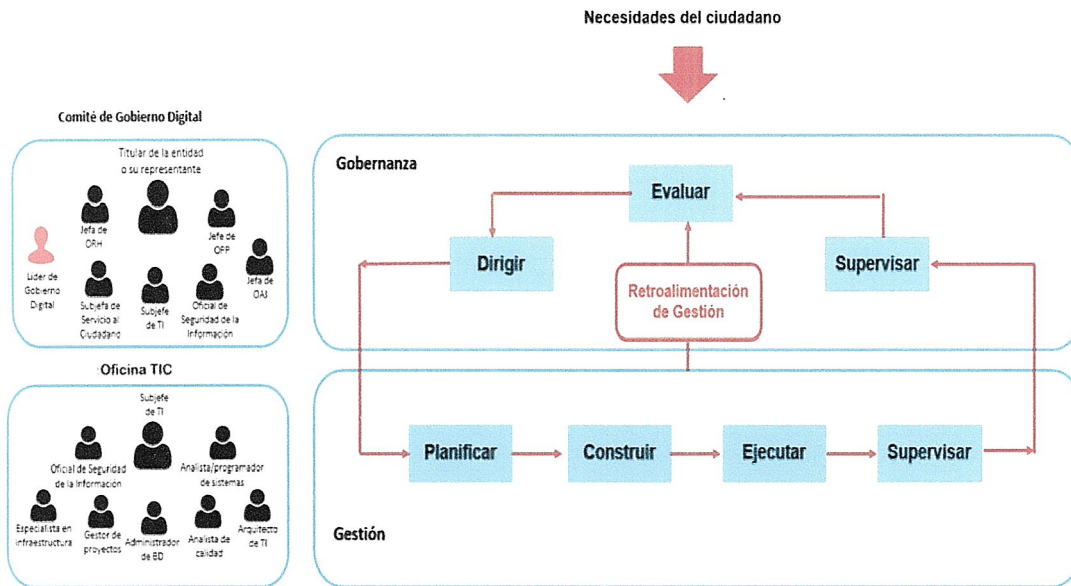 Necesidades del ciudadano
Comité de Gobierno Digital
Titular de la entidad
o su representante
Jefa de
ORH
Jefe de
OPP
Líder de
Gobierno
Digital
Jefa de
OAJ
Subjefa de
Servicio al
Ciudadano
Subjefe
de TI
Oficial de
Seguridad de la
Información
Oficina TIC
Subjefe
de TI
Oficial de Seguridad
de la Información
Analista/programador
de sistemas
Especialista en
infraestructura
Gestor de
proyectos
Administrador
de BD
Analista de
calidad
Arquitecto
de TI
Gobernanza
Evaluar
Dirigir
Supervisar
Retroalimentación
de Gestión
Planificar
Construir
Ejecutar
Supervisar
Gestión